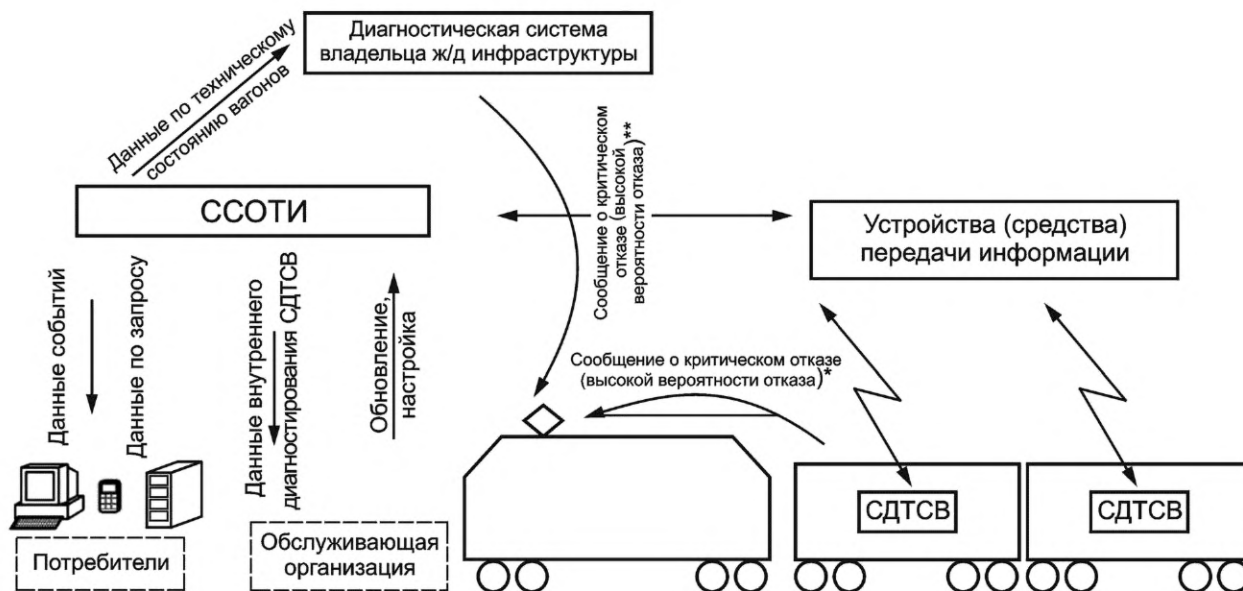 Диагностическая система
владельца ж/д инфраструктуры
Данные по техническому
состоянию вагонов
ССОТИ
Сообщение о критическом
отказе (высокой
вероятности отказа)**
Устройства (средства)
передачи информации
Данные событий
Данные по запросу
Данные внутреннего
диагностирования СДТСВ
Обновление,
настройка
Сообщение о критическом отказе
(высокой вероятности отказа)*
СДТСВ
СДТСВ
Потребители
Обслуживающая
организация